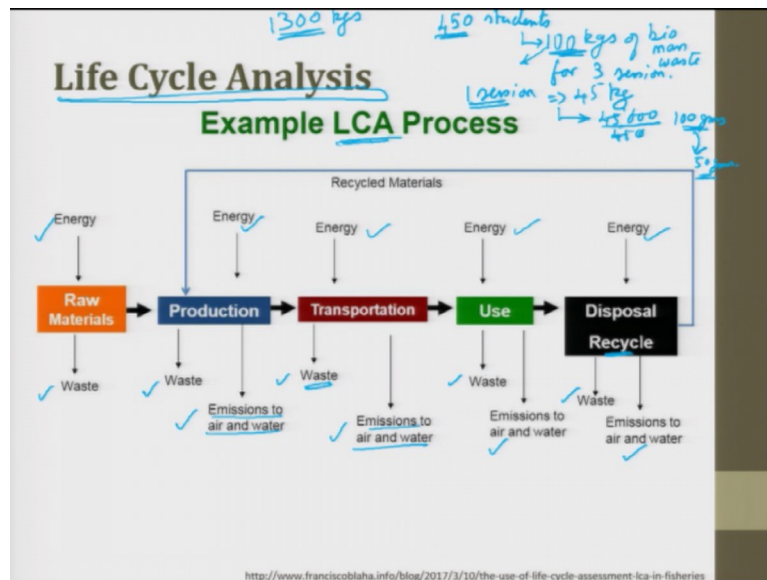 1300 kgs
450 students
↳100 kgs of bio
man
waste
for 3 session.
Life Cycle Analysis
1 session ⇒ 45 kg
↳ 45000 100 gms
450
50 gm.
Example LCA Process
Recycled Materials
Energy
Energy
Energy
Energy
Energy
Raw
Materials
Production
Transportation
Use
Disposal
Recycle
Waste
Waste
Waste
Waste
Waste
Emissions to
air and water
Emissions to
air and water
Emissions to
air and water
Emissions to
air and water
http://www.franciscoblaha.info/blog/2017/3/10/the-use-of-life-cycle-assessment-lca-in-fisheries